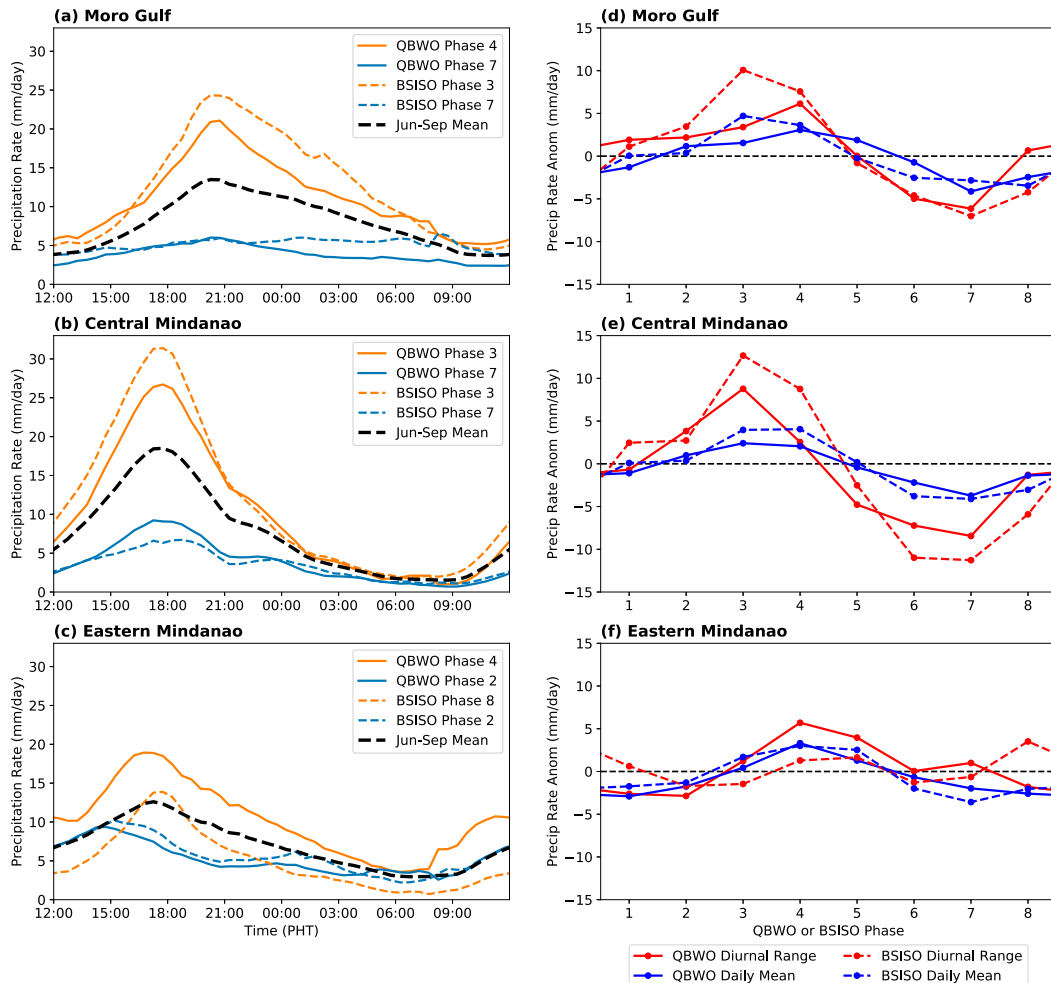 (a) Moro Gulf
Precipitation Rate (mm/day)
30
25
20
15
10
5
0
12:00 15:00 18:00 21:00 00:00 03:00 06:00 09:00
QBWO Phase 4
QBWO Phase 7
BSISO Phase 3
BSISO Phase 7
Jun-Sep Mean
(d) Moro Gulf
Precip Rate Anom (mm/day)
15
10
5
0
−5
−10
−15
1 2 3 4 5 6 7 8
(b) Central Mindanao
Precipitation Rate (mm/day)
30
25
20
15
10
5
0
12:00 15:00 18:00 21:00 00:00 03:00 06:00 09:00
QBWO Phase 3
QBWO Phase 7
BSISO Phase 3
BSISO Phase 7
Jun-Sep Mean
(e) Central Mindanao
Precip Rate Anom (mm/day)
15
10
5
0
−5
−10
−15
1 2 3 4 5 6 7 8
(c) Eastern Mindanao
Precipitation Rate (mm/day)
30
25
20
15
10
5
0
12:00 15:00 18:00 21:00 00:00 03:00 06:00 09:00
Time (PHT)
QBWO Phase 4
QBWO Phase 2
BSISO Phase 8
BSISO Phase 2
Jun-Sep Mean
(f) Eastern Mindanao
Precip Rate Anom (mm/day)
15
10
5
0
−5
−10
−15
1 2 3 4 5 6 7 8
QBWO or BSISO Phase
QBWO Diurnal Range BSISO Diurnal Range
QBWO Daily Mean BSISO Daily Mean